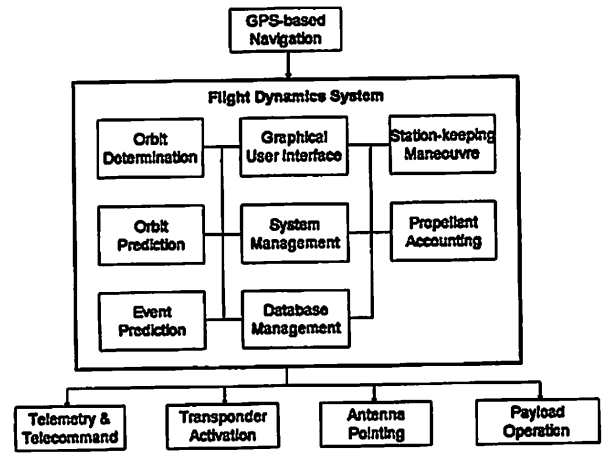 GPS-based
Navigation
Flight Dynamics System
Orbit
Determination
Graphical
User Interface
Station-keeping
Manoeuvre
Orbit
Prediction
System
Management
Propellant
Accounting
Event
Prediction
Database
Management
Telemetry &
Telecommand
Transponder
Activation
Antenna
Pointing
Payload
Operation